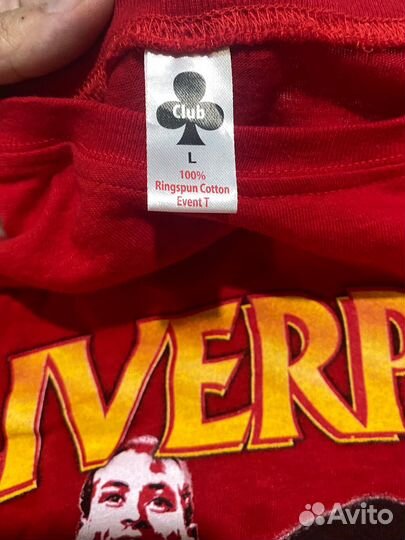 Club
L
100%
Ringspun Cotton
Event T
IVERP
Avito